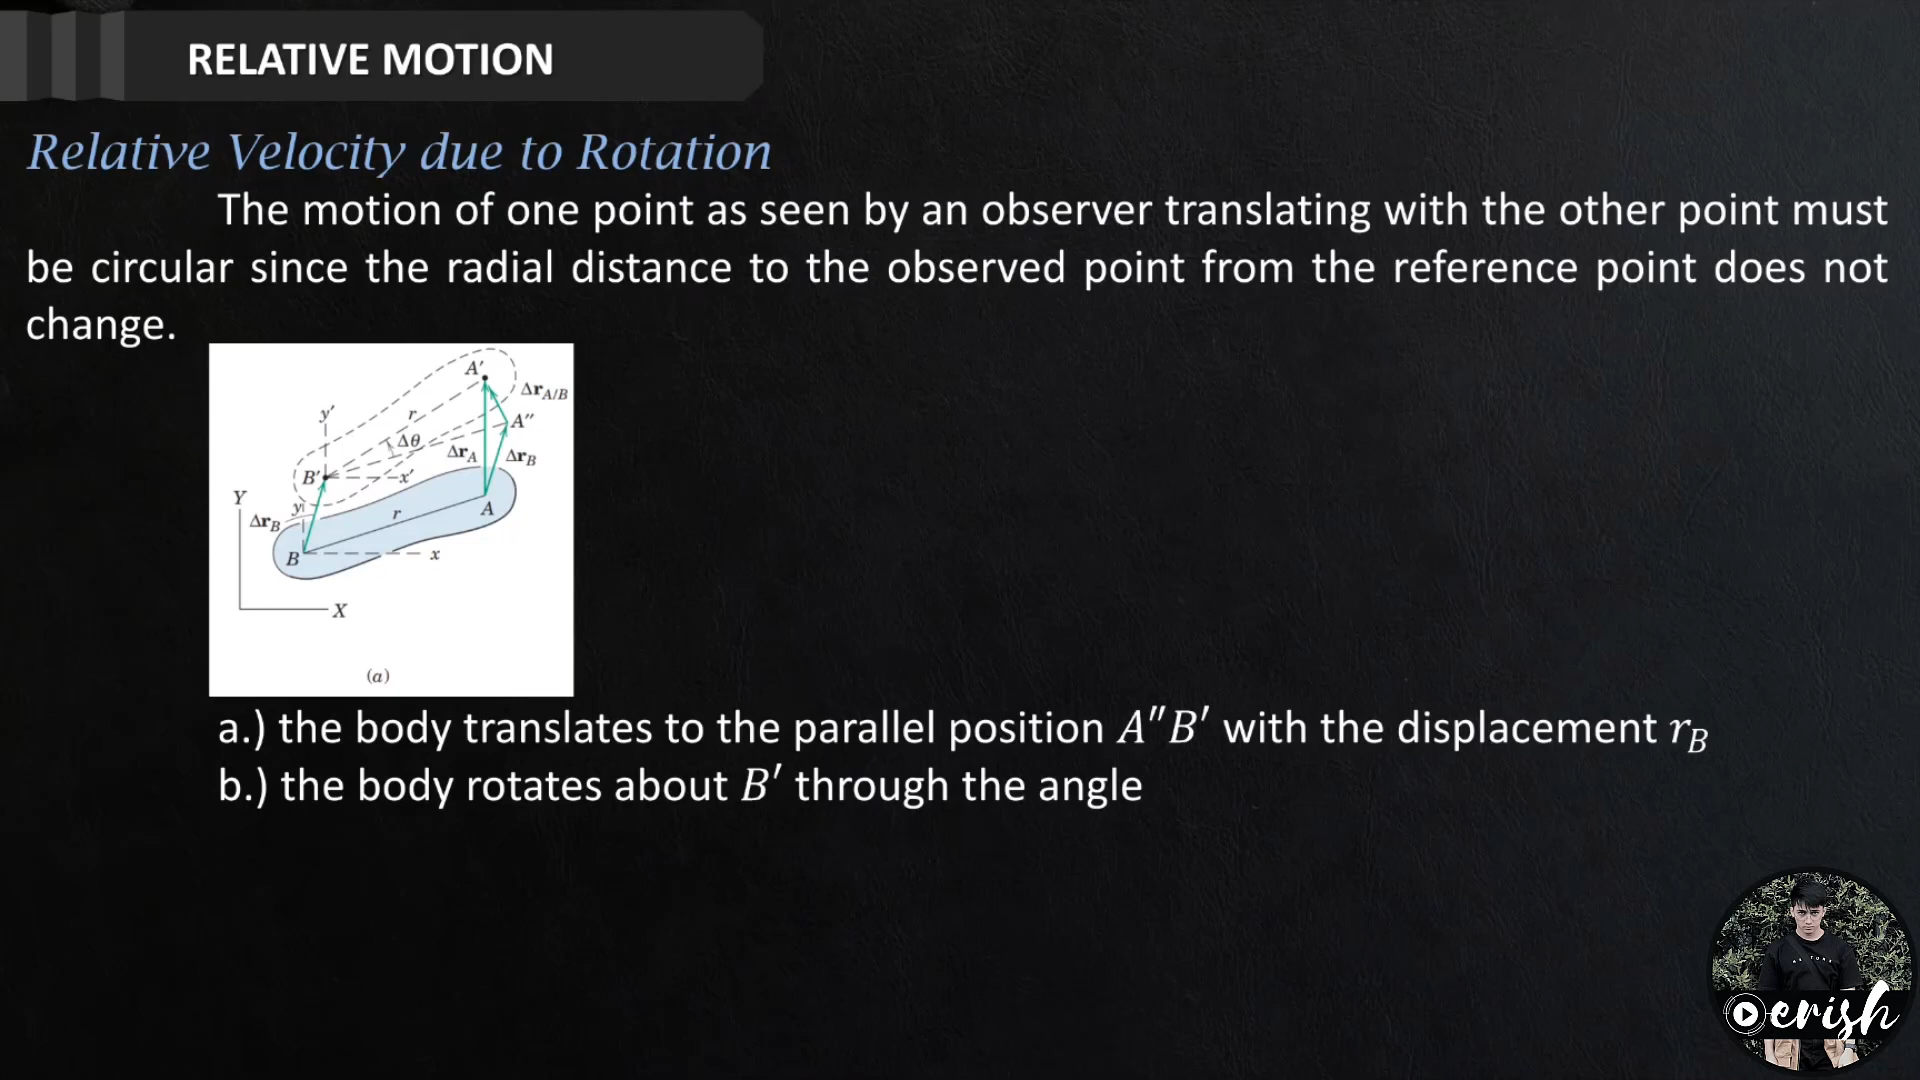 RELATIVE MOTION
Relative Velocity due to Rotation
The motion of one point as seen by an observer translating with the other point must
be circular since the radial distance to the observed point from the reference point does not
change.
A'
Δr_{A/B}
y'
r
A''
Δθ
Δr_A
Δr_B
B'
x'
Y
y
Δr_B
r
A
B
x
X
(a)
a.) the body translates to the parallel position A''B' with the displacement r_B
b.) the body rotates about B' through the angle
erish